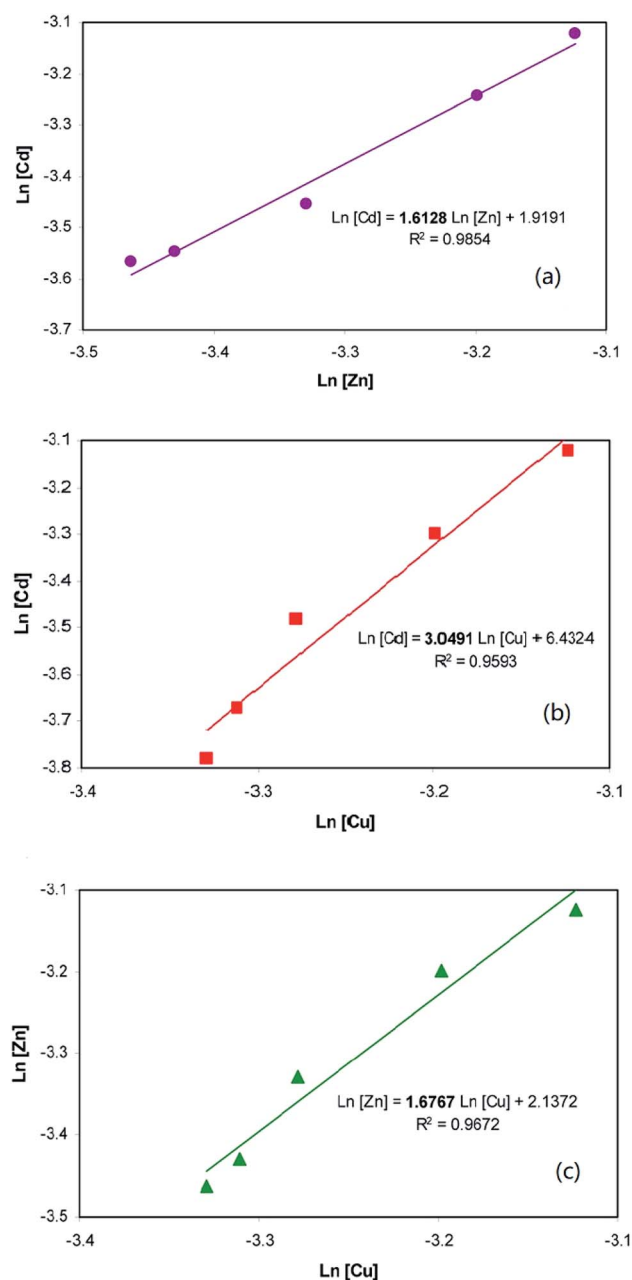 -3.1
-3.2
-3.3
-3.4
-3.5
-3.6
-3.7
Ln [Cd]
Ln [Cd] = 1.6128 Ln [Zn] + 1.9191
R² = 0.9854
(a)
-3.5 -3.4 -3.3 -3.2 -3.1
Ln [Zn]
-3.1
-3.2
-3.3
-3.4
-3.5
-3.6
-3.7
-3.8
Ln [Cd]
Ln [Cd] = 3.0491 Ln [Cu] + 6.4324
R² = 0.9593
(b)
-3.4 -3.3 -3.2 -3.1
Ln [Cu]
-3.1
-3.2
-3.3
-3.4
-3.5
Ln [Zn]
Ln [Zn] = 1.6767 Ln [Cu] + 2.1372
R² = 0.9672
(c)
-3.4 -3.3 -3.2 -3.1
Ln [Cu]